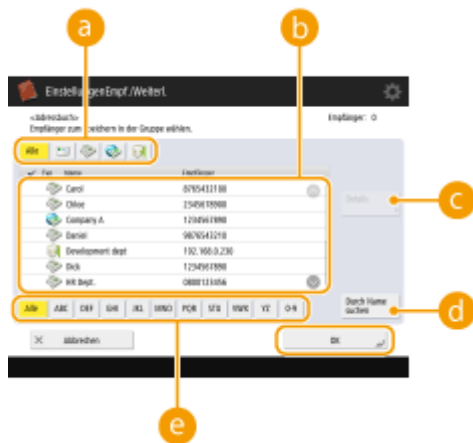 a
b
Einstellungen Empf./Weiterl.
<Adressbuch>
Empfänger: 0
Empfänger zum Speichern in der Gruppe wählen.
Alle
✓ Typ Name Empfänger
Carol 8765432100
Chloe 2345678900
Company A 1234567890
Daniel 9876543210
Development dept 192.168.0.230
Dick 1234567890
HR Dept. 0800123456
Details
c
Alle ABC DEF GHI JKL MNO PQR STU VWX YZ 0-9
Durch Name
suchen
d
Abbrechen OK
e